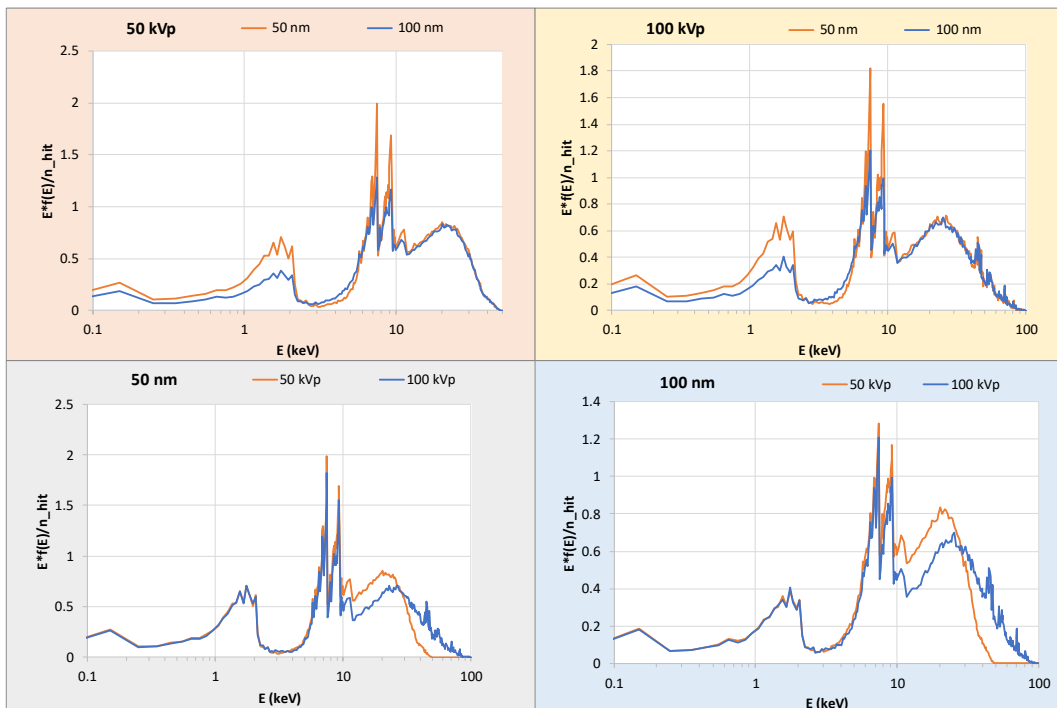 50 kVp 50 nm 100 nm
2.5
2
1.5
1
0.5
0
E*f(E)/n_hit
0.1 1 10
E (keV)
100 kVp 50 nm 100 nm
2
1.8
1.6
1.4
1.2
1
0.8
0.6
0.4
0.2
0
E*f(E)/n_hit
0.1 1 10 100
E (keV)
50 nm 50 kVp 100 kVp
2.5
2
1.5
1
0.5
0
E*f(E)/n_hit
0.1 1 10 100
E (keV)
100 nm 50 kVp 100 kVp
1.4
1.2
1
0.8
0.6
0.4
0.2
0
E*f(E)/n_hit
0.1 1 10 100
E (keV)